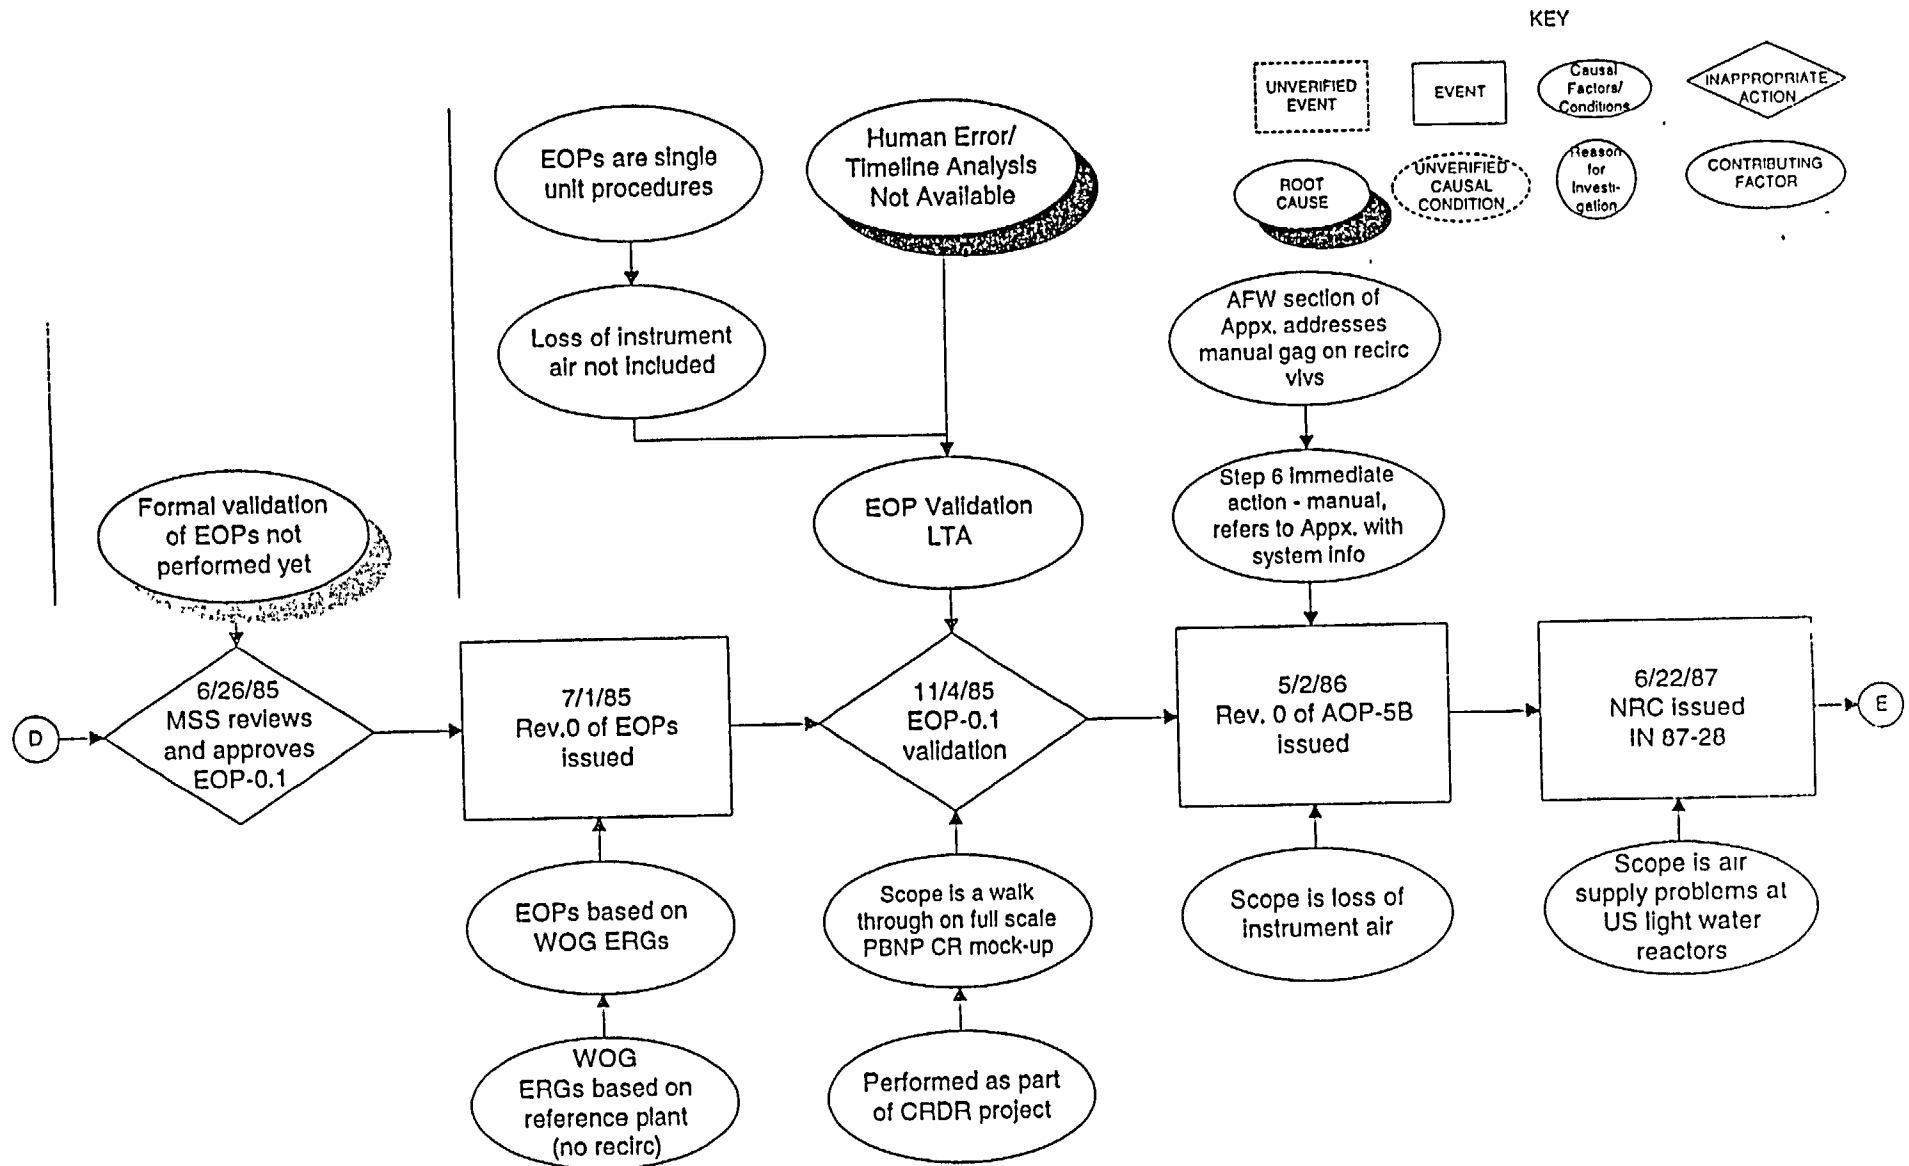 KEY
UNVERIFIED
EVENT
EVENT
Causal
Factors/
Conditions
INAPPROPRIATE
ACTION
ROOT
CAUSE
UNVERIFIED
CAUSAL
CONDITION
Reason
for
Investi-
gation
CONTRIBUTING
FACTOR
EOPs are single
unit procedures
Human Error/
Timeline Analysis
Not Available
Loss of instrument
air not included
AFW section of
Appx. addresses
manual gag on recirc
vlvs
Formal validation
of EOPs not
performed yet
EOP Validation
LTA
Step 6 immediate
action - manual,
refers to Appx. with
system info
D
6/26/85
MSS reviews
and approves
EOP-0.1
7/1/85
Rev.0 of EOPs
issued
11/4/85
EOP-0.1
validation
5/2/86
Rev. 0 of AOP-5B
issued
6/22/87
NRC issued
IN 87-28
E
EOPs based on
WOG ERGs
Scope is a walk
through on full scale
PBNP CR mock-up
Scope is loss of
instrument air
Scope is air
supply problems at
US light water
reactors
WOG
ERGs based on
reference plant
(no recirc)
Performed as part
of CRDR project